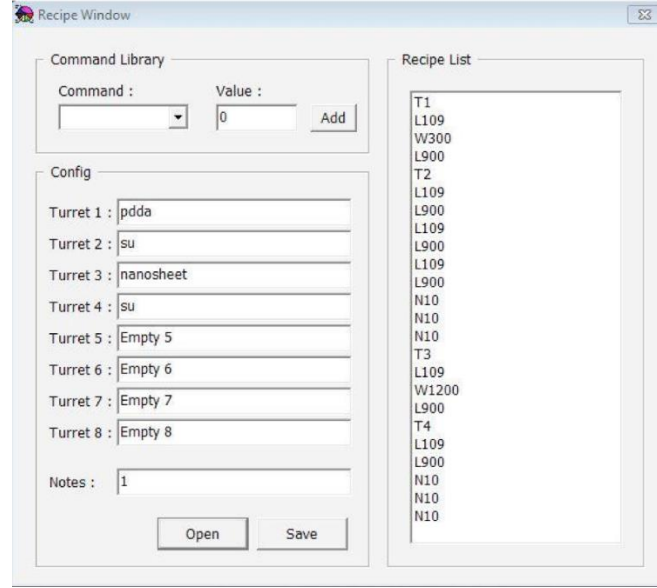 Recipe Window
Command Library
Command :
Value :
0
Add
Config
Turret 1 : pdda
Turret 2 : su
Turret 3 : nanosheet
Turret 4 : su
Turret 5 : Empty 5
Turret 6 : Empty 6
Turret 7 : Empty 7
Turret 8 : Empty 8
Notes : 1
Open
Save
Recipe List
T1
L109
W300
L900
T2
L109
L900
L109
L900
L109
L900
N10
N10
N10
T3
L109
W1200
L900
T4
L109
L900
N10
N10
N10